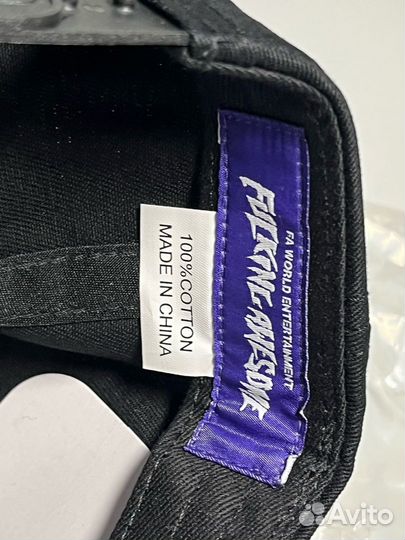 FUCKING AWESOME
FA WORLD ENTERTAINMENT
100%COTTON
MADE IN CHINA
Avito